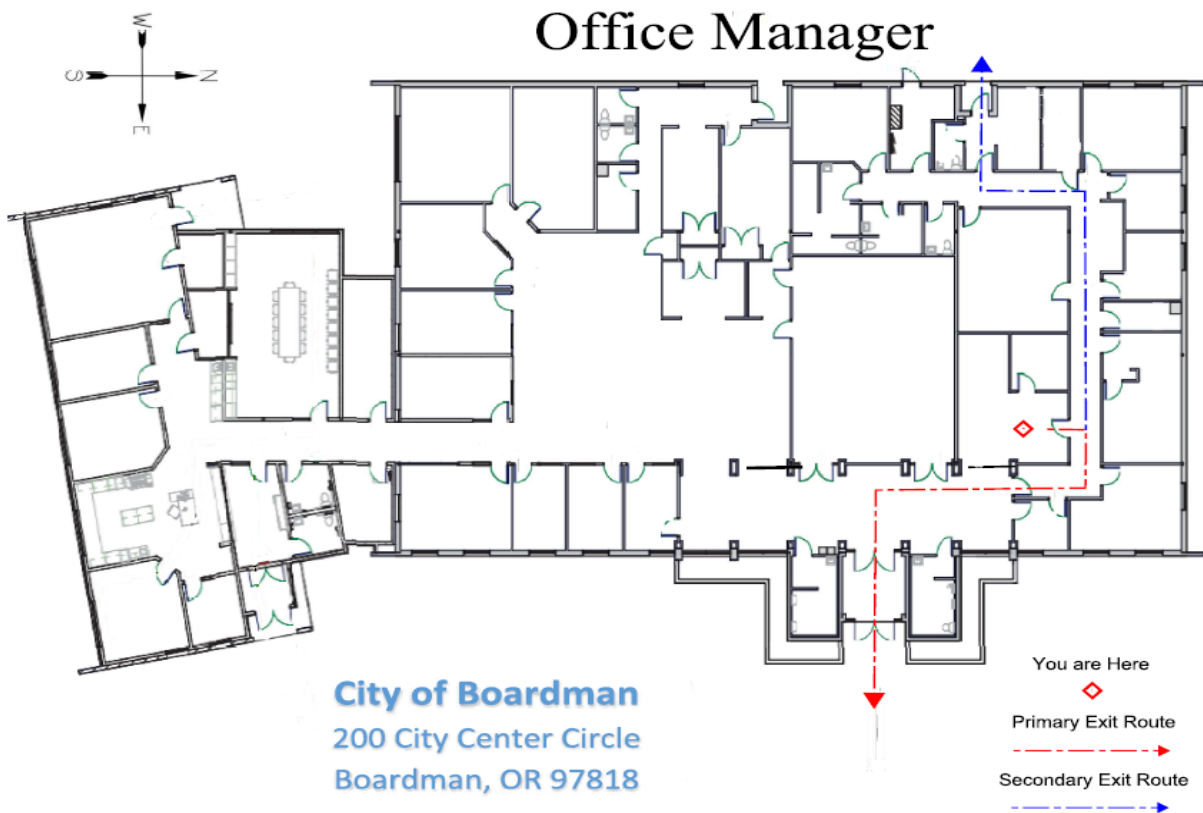 Office Manager
W
S
N
E
City of Boardman
200 City Center Circle
Boardman, OR 97818
You are Here
Primary Exit Route
Secondary Exit Route